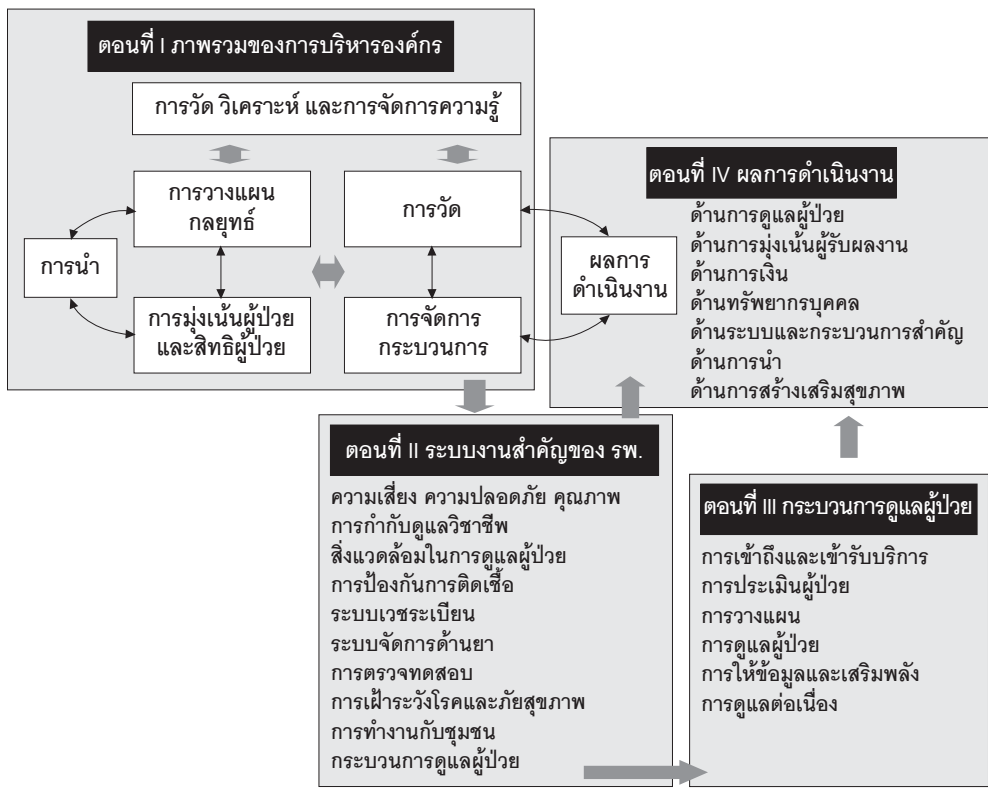 ตอนที่ I ภาพรวมของการบริหารองค์กร
การวัด วิเคราะห์ และการจัดการความรู้
การวางแผน
กลยุทธ์
การวัด
การนำ
การมุ่งเน้นผู้ป่วย
และสิทธิผู้ป่วย
การจัดการ
กระบวนการ
ผลการ
ดำเนินงาน
ตอนที่ IV ผลการดำเนินงาน
ด้านการดูแลผู้ป่วย
ด้านการมุ่งเน้นผู้รับผลงาน
ด้านการเงิน
ด้านทรัพยากรบุคคล
ด้านระบบและกระบวนการสำคัญ
ด้านการนำ
ด้านการสร้างเสริมสุขภาพ
ตอนที่ II ระบบงานสำคัญของ รพ.
ความเสี่ยง ความปลอดภัย คุณภาพ
การกำกับดูแลวิชาชีพ
สิ่งแวดล้อมในการดูแลผู้ป่วย
การป้องกันการติดเชื้อ
ระบบเวชระเบียน
ระบบจัดการด้านยา
การตรวจทดสอบ
การเฝ้าระวังโรคและภัยสุขภาพ
การทำงานกับชุมชน
กระบวนการดูแลผู้ป่วย
ตอนที่ III กระบวนการดูแลผู้ป่วย
การเข้าถึงและเข้ารับบริการ
การประเมินผู้ป่วย
การวางแผน
การดูแลผู้ป่วย
การให้ข้อมูลและเสริมพลัง
การดูแลต่อเนื่อง